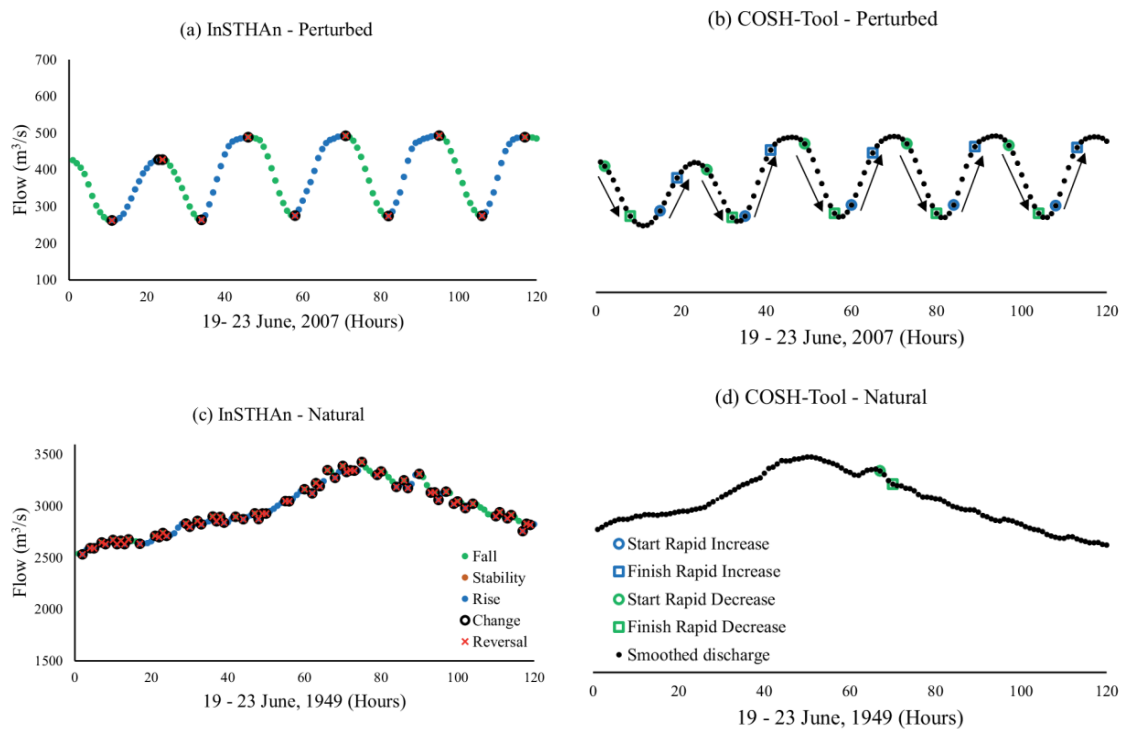 (a) InSTHAn - Perturbed
Flow (m³/s)
700
600
500
400
300
200
100
0 20 40 60 80 100 120
19- 23 June, 2007 (Hours)
(b) COSH-Tool - Perturbed
0 20 40 60 80 100 120
19 - 23 June, 2007 (Hours)
(c) InSTHAn - Natural
Flow (m³/s)
3500
3000
2500
2000
1500
Fall
Stability
Rise
Change
Reversal
0 20 40 60 80 100 120
19 - 23 June, 1949 (Hours)
(d) COSH-Tool - Natural
Start Rapid Increase
Finish Rapid Increase
Start Rapid Decrease
Finish Rapid Decrease
Smoothed discharge
0 20 40 60 80 100 120
19 - 23 June, 1949 (Hours)